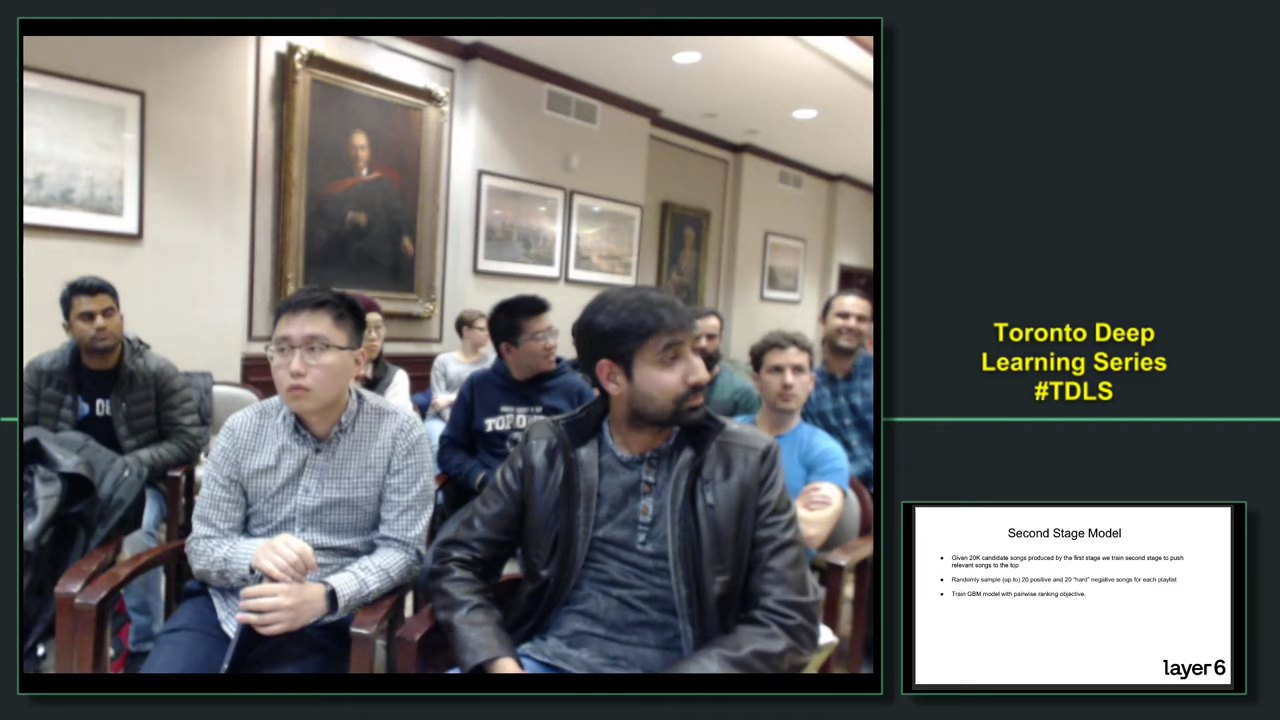 Toronto Deep
Learning Series
#TDLS
Second Stage Model
● Given 20K candidate songs produced by the first stage we train second stage to push
relevant songs to the top
● Randomly sample (up to) 20 positive and 20 "hard" negative songs for each playlist
● Train GBM model with pairwise ranking objective.
layer 6